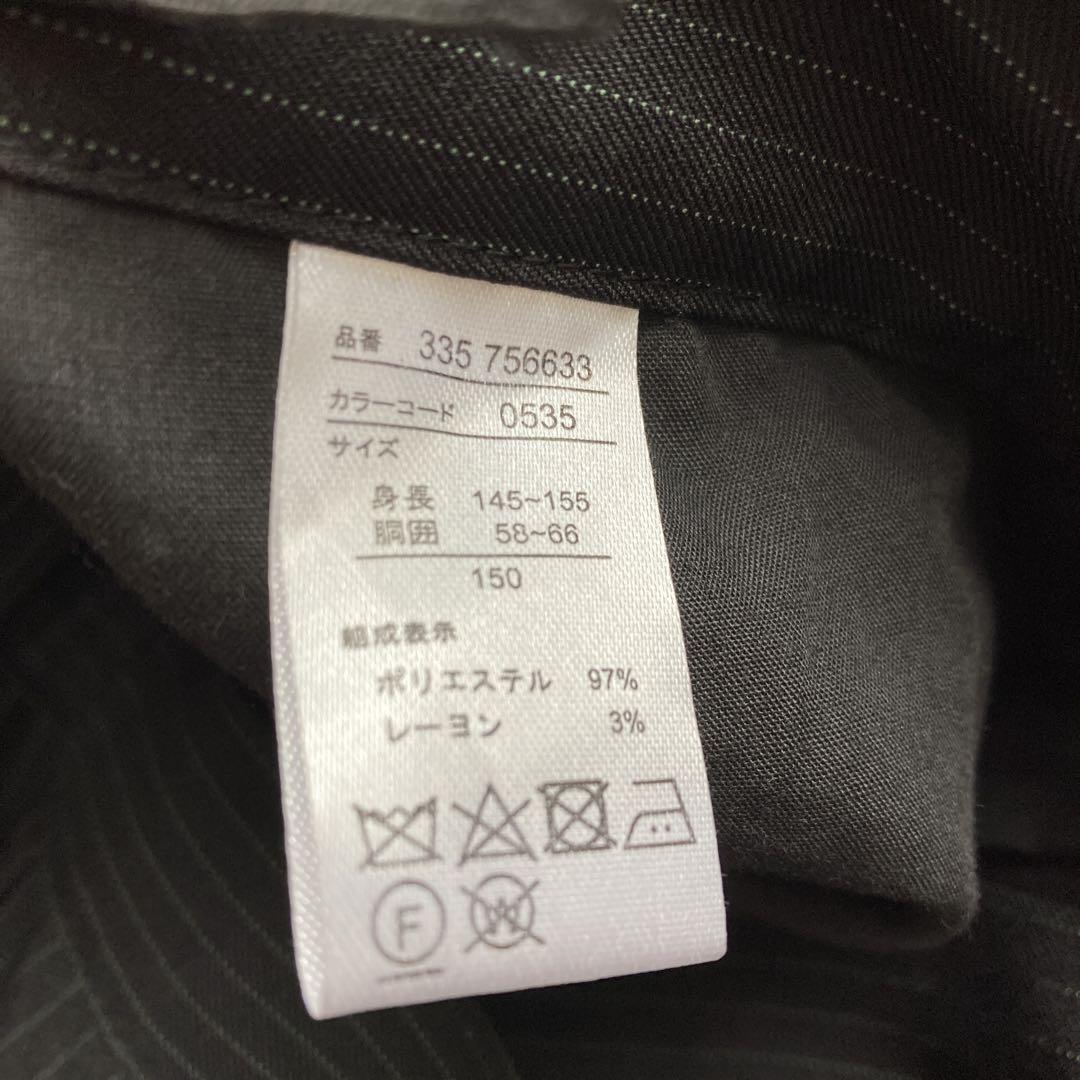 品番 335 756633
カラーコード 0535
サイズ
身長 145~155
胴囲 58~66
150
組成表示
ポリエステル 97%
レーヨン 3%
F W